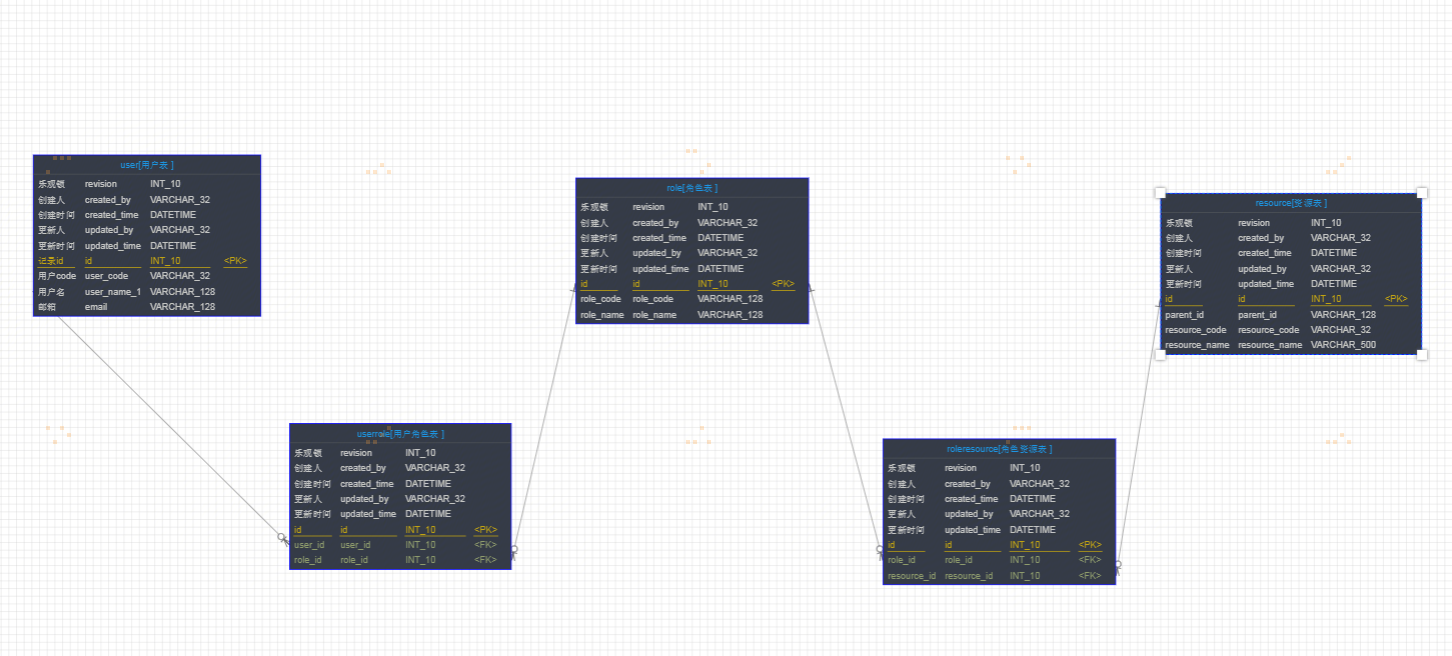 user[用户表 ]
乐观锁 revision INT_10
创建人 created_by VARCHAR_32
创建时间 created_time DATETIME
更新人 updated_by VARCHAR_32
更新时间 updated_time DATETIME
记录id id INT_10 <PK>
用户code user_code VARCHAR_32
用户名 user_name_1 VARCHAR_128
邮箱 email VARCHAR_128
role[角色表 ]
乐观锁 revision INT_10
创建人 created_by VARCHAR_32
创建时间 created_time DATETIME
更新人 updated_by VARCHAR_32
更新时间 updated_time DATETIME
id id INT_10 <PK>
role_code role_code VARCHAR_128
role_name role_name VARCHAR_128
resource[资源表 ]
乐观锁 revision INT_10
创建人 created_by VARCHAR_32
创建时间 created_time DATETIME
更新人 updated_by VARCHAR_32
更新时间 updated_time DATETIME
id id INT_10 <PK>
parent_id parent_id VARCHAR_128
resource_code resource_code VARCHAR_32
resource_name resource_name VARCHAR_500
userrole[用户角色表 ]
乐观锁 revision INT_10
创建人 created_by VARCHAR_32
创建时间 created_time DATETIME
更新人 updated_by VARCHAR_32
更新时间 updated_time DATETIME
id id INT_10 <PK>
user_id user_id INT_10 <FK>
role_id role_id INT_10 <FK>
roleresource[角色资源表 ]
乐观锁 revision INT_10
创建人 created_by VARCHAR_32
创建时间 created_time DATETIME
更新人 updated_by VARCHAR_32
更新时间 updated_time DATETIME
id id INT_10 <PK>
role_id role_id INT_10 <FK>
resource_id resource_id INT_10 <FK>